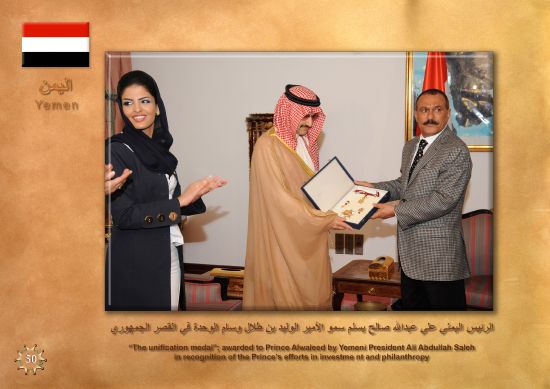 اليمن
Yemen
الرئيس اليمني علي عبدالله صالح يسلم سمو الأمير الوليد بن طلال وسام الوحدة في القصر الجمهوري
"The unification medal"; awarded to Prince Alwaleed by Yemeni President Ali Abdullah Saleh
in recognition of the Prince's efforts in investme nt and philanthropy
50